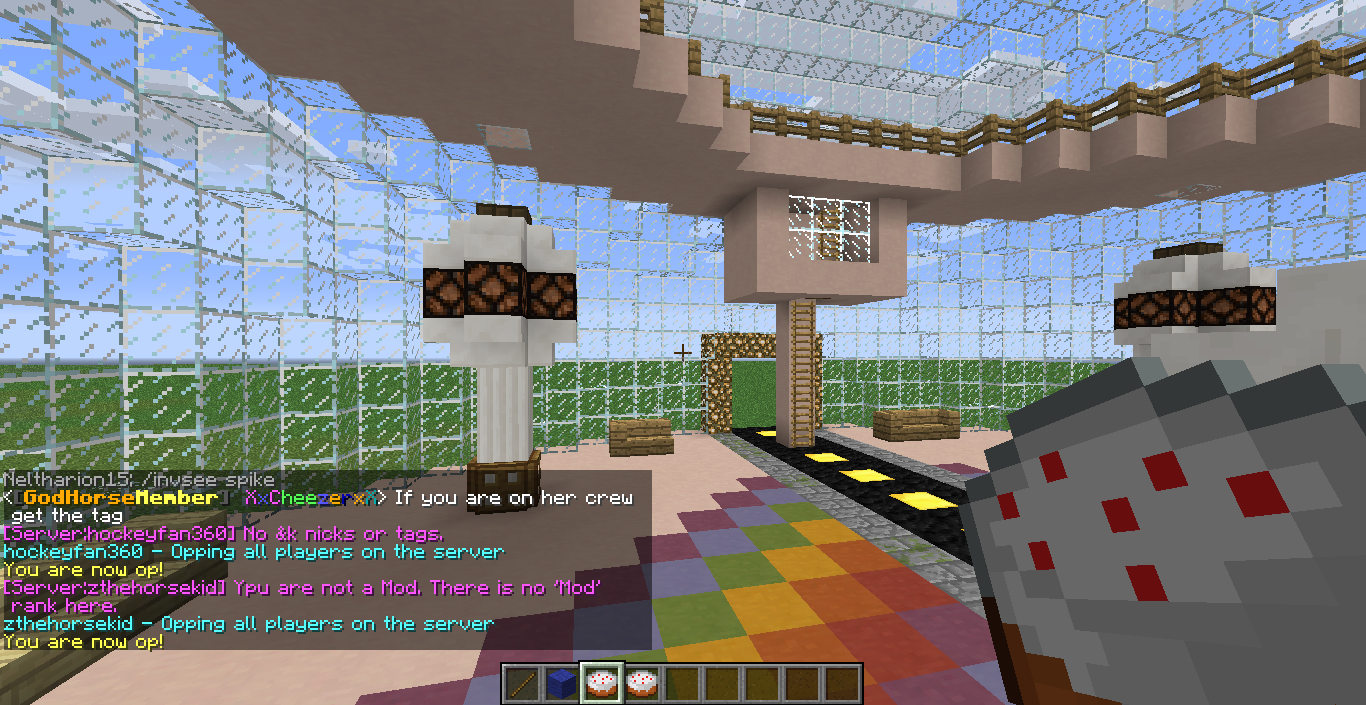 Neltharion15: /invsee spike
<[GodHorseMember] XxCheezerxX> If you are on her crew
get the tag
[Server:hockeyfan360] No &k nicks or tags.
hockeyfan360 - Opping all players on the server
You are now op!
[Server:zthehorsekid] Ypu are not a Mod. There is no 'Mod'
rank here.
zthehorsekid - Opping all players on the server
You are now op!